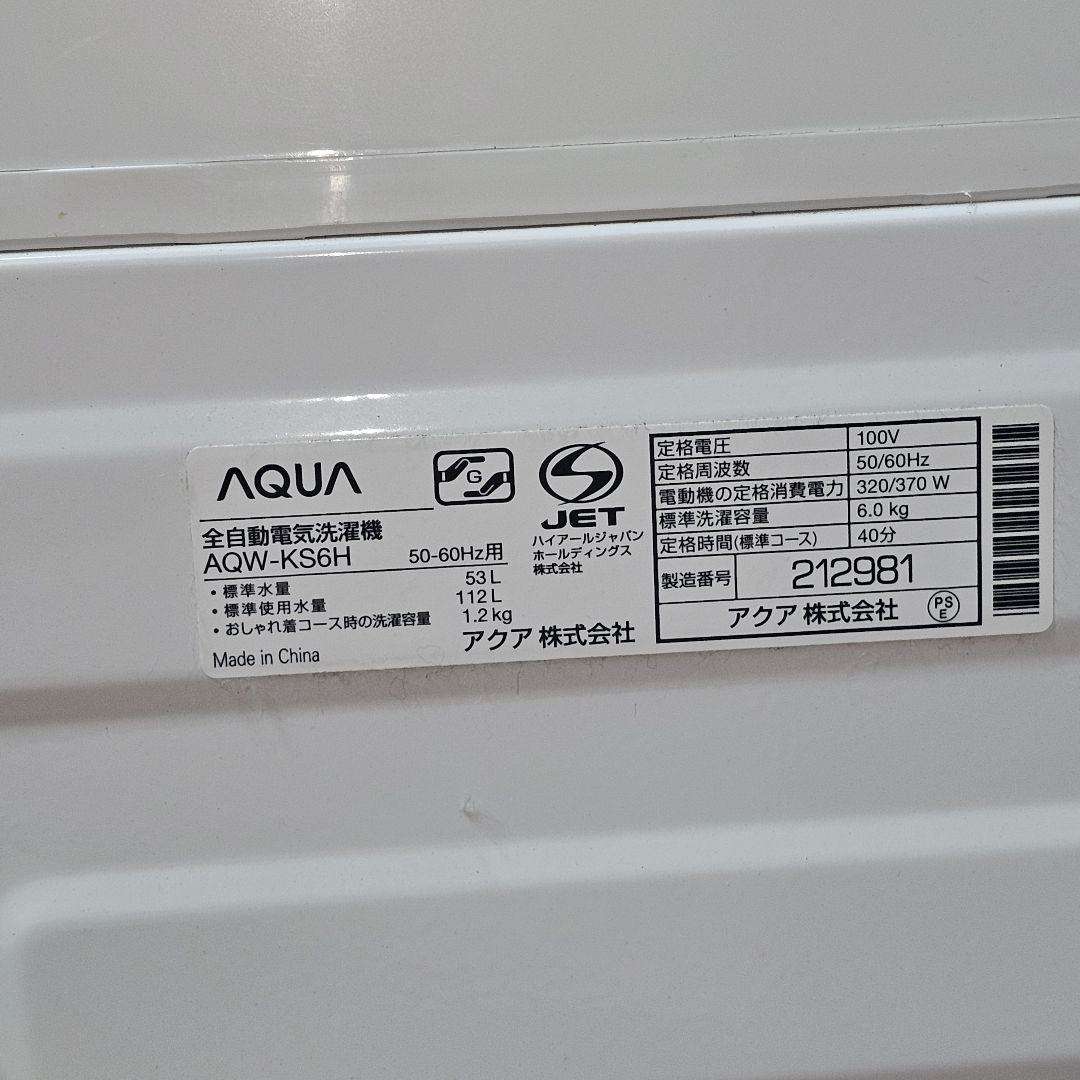 AQUA
G
JET
全自動電気洗濯機
AQW-KS6H 50-60Hz用
・標準水量 53 L
・標準使用水量 112 L
・おしゃれ着コース時の洗濯容量 1.2 kg
Made in China
ハイアールジャパン
ホールディングス
株式会社
アクア 株式会社
定格電圧 100V
定格周波数 50/60Hz
電動機の定格消費電力 320/370 W
標準洗濯容量 6.0 kg
定格時間(標準コース) 40分
製造番号 212981
アクア 株式会社
PS
E